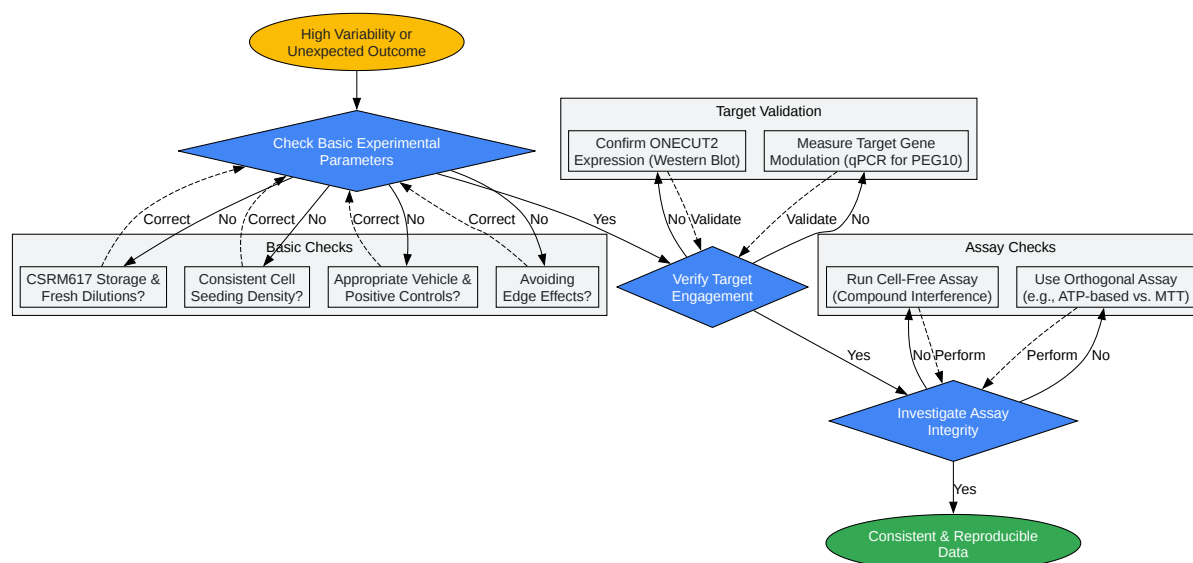 High Variability or
Unexpected Outcome
Check Basic Experimental
Parameters
Target Validation
Confirm ONECUT2
Expression (Western Blot)
Measure Target Gene
Modulation (qPCR for PEG10)
Correct
No
Correct
No
Correct
No
Correct
No
Yes
No
Validate
Validate
No
Basic Checks
CSRM617 Storage &
Fresh Dilutions?
Consistent Cell
Seeding Density?
Appropriate Vehicle &
Positive Controls?
Avoiding
Edge Effects?
Verify Target
Engagement
Assay Checks
Run Cell-Free Assay
(Compound Interference)
Use Orthogonal Assay
(e.g., ATP-based vs. MTT)
Yes
No
Perform
Perform
No
Investigate Assay
Integrity
Yes
Consistent & Reproducible
Data